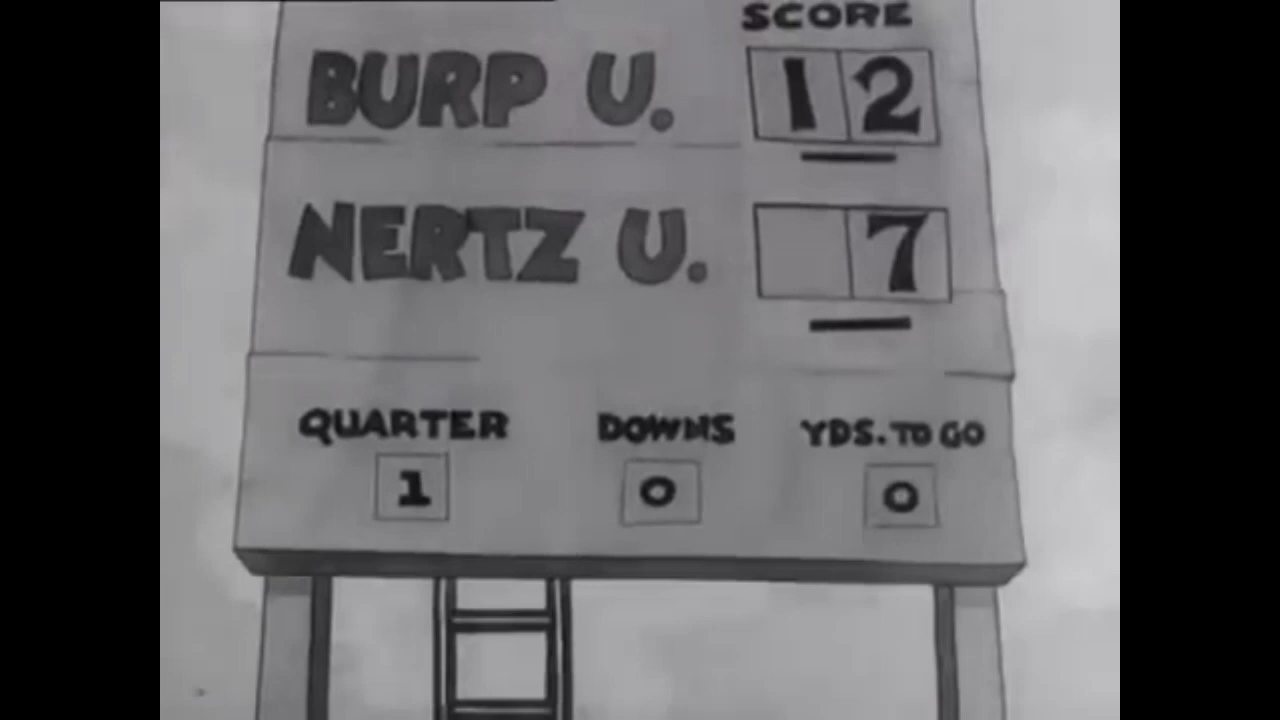 SCORE
BURP U. 12
NERTZ U. 7
QUARTER DOWNS YDS. TO GO
1 0 0